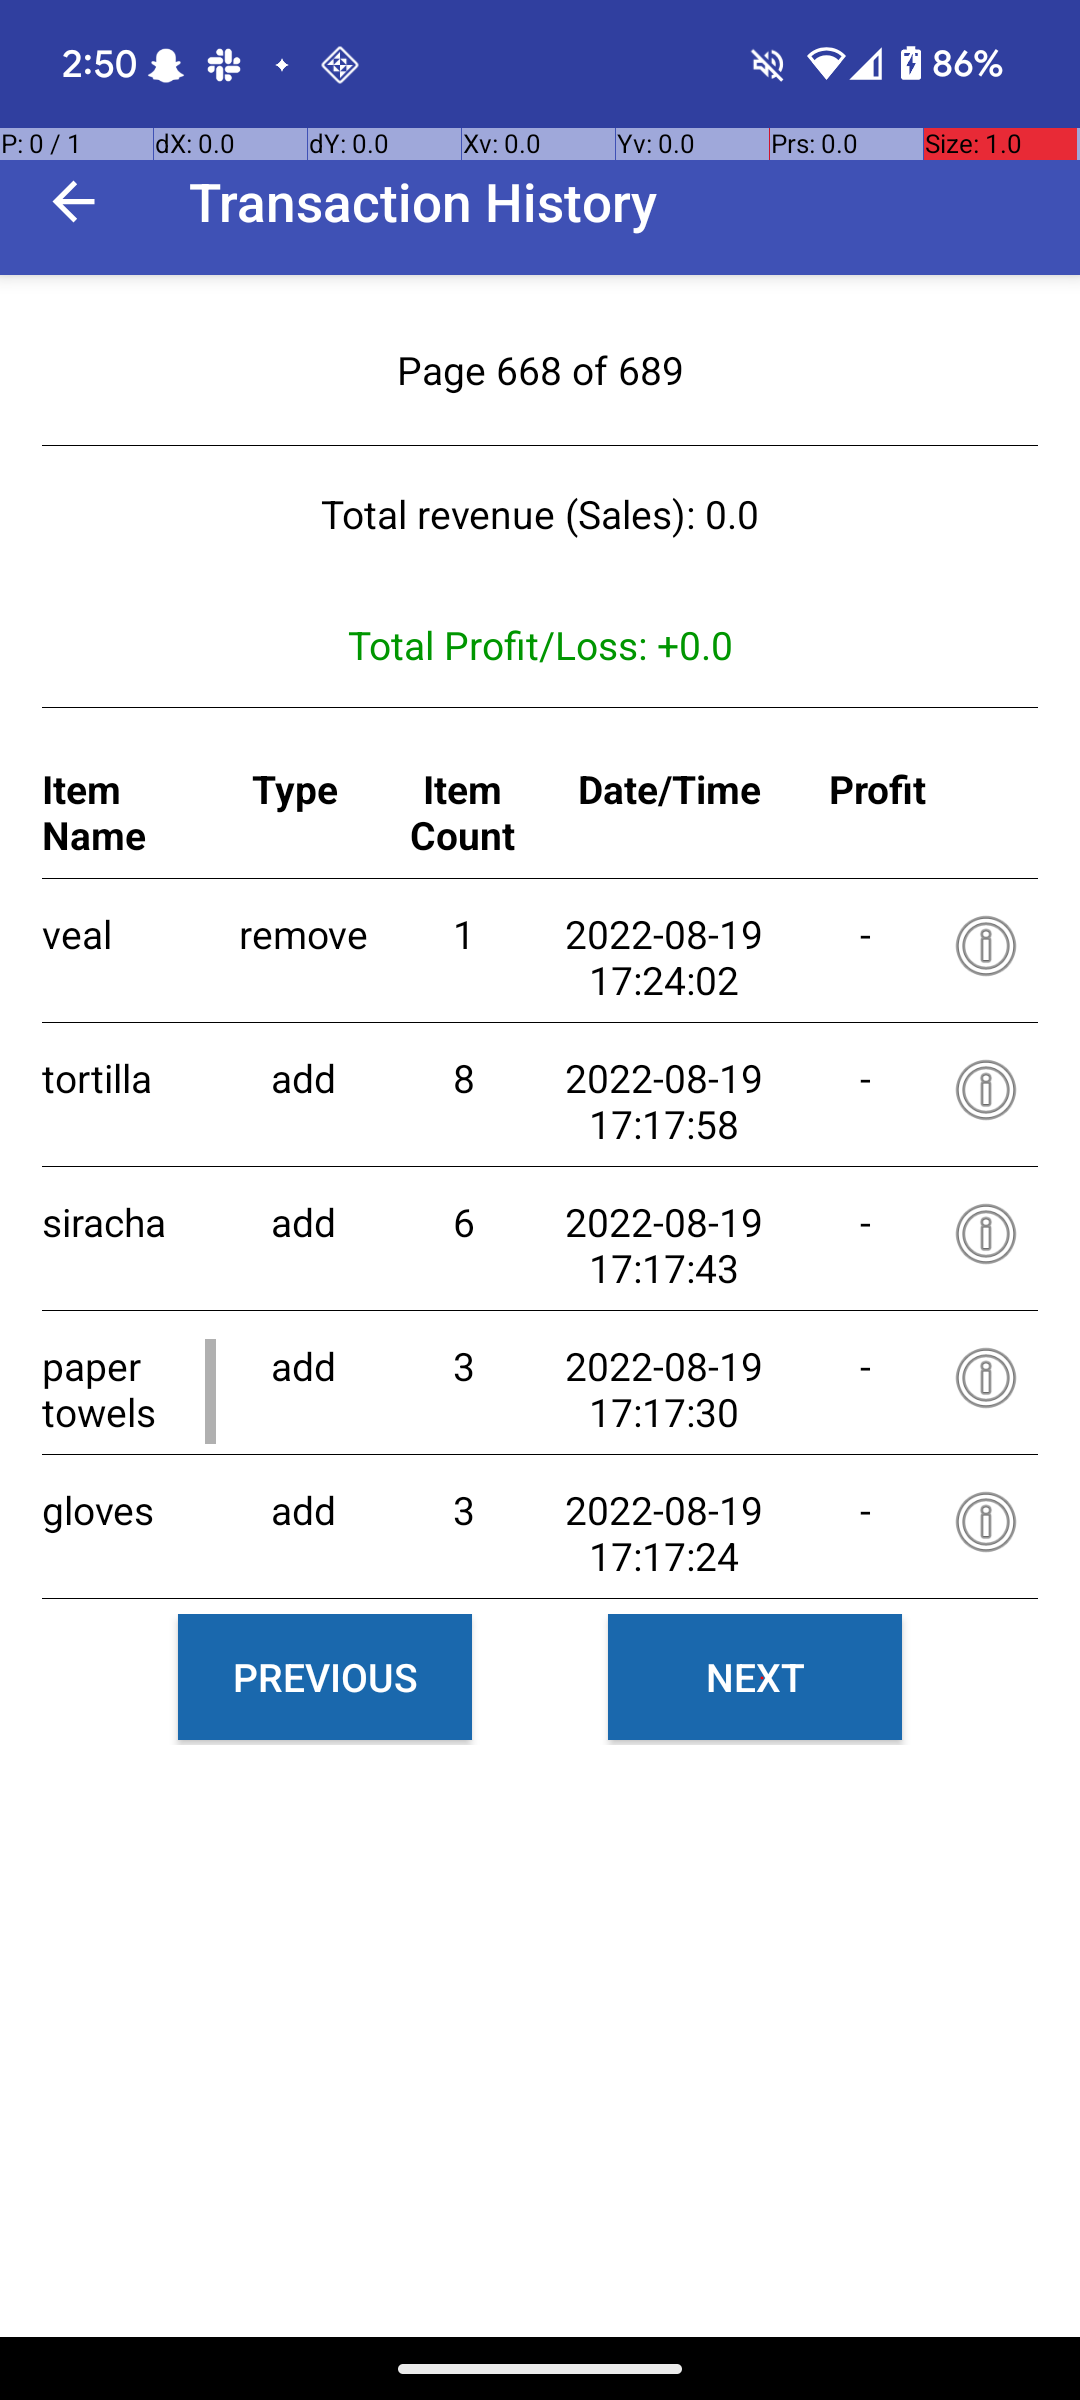 2:50
86%
P: 0 / 1 dX: 0.0 dY: 0.0 Xv: 0.0 Yv: 0.0 Prs: 0.0 Size: 1.0
Transaction History
Page 668 of 689
Total revenue (Sales): 0.0
Total Profit/Loss: +0.0
Item Name Type Item Count Date/Time Profit
veal remove 1 2022-08-19 17:24:02 -
tortilla add 8 2022-08-19 17:17:58 -
siracha add 6 2022-08-19 17:17:43 -
paper towels add 3 2022-08-19 17:17:30 -
gloves add 3 2022-08-19 17:17:24 -
PREVIOUS NEXT